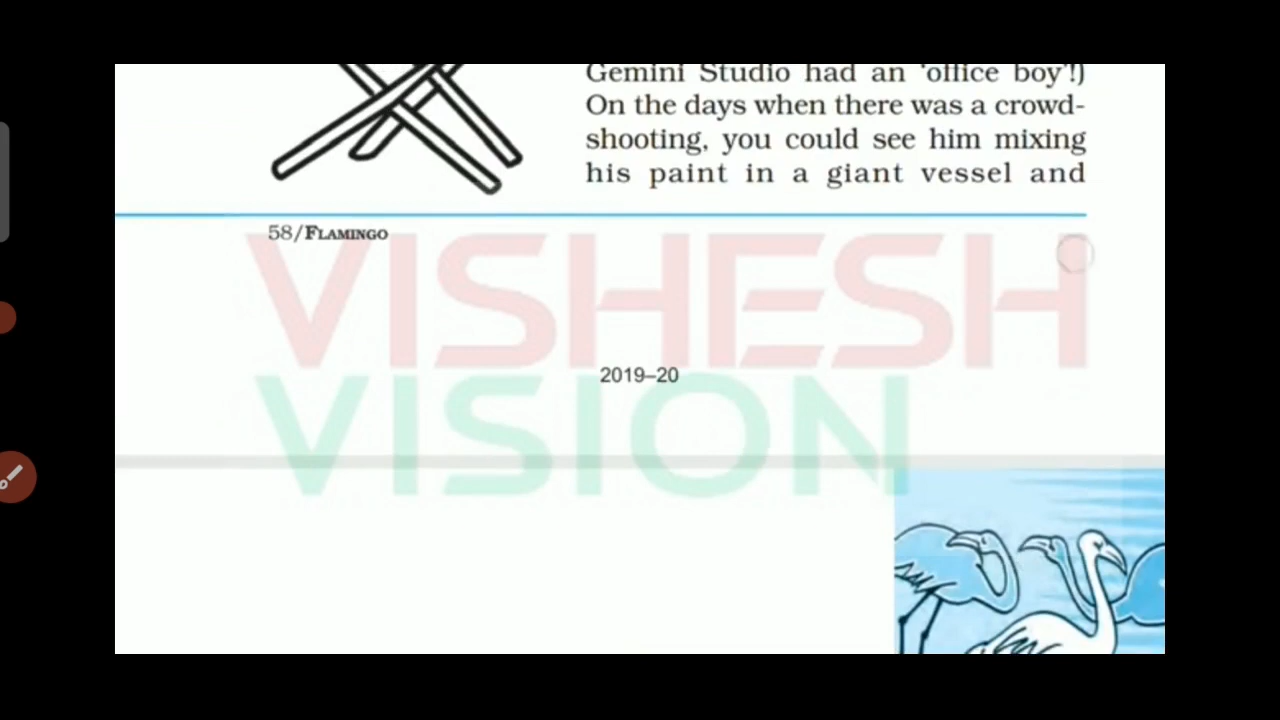 Gemini Studio had an 'office boy'!)
On the days when there was a crowd-
shooting, you could see him mixing
his paint in a giant vessel and
58/FLAMINGO
VISHESH
2019–20
VISION